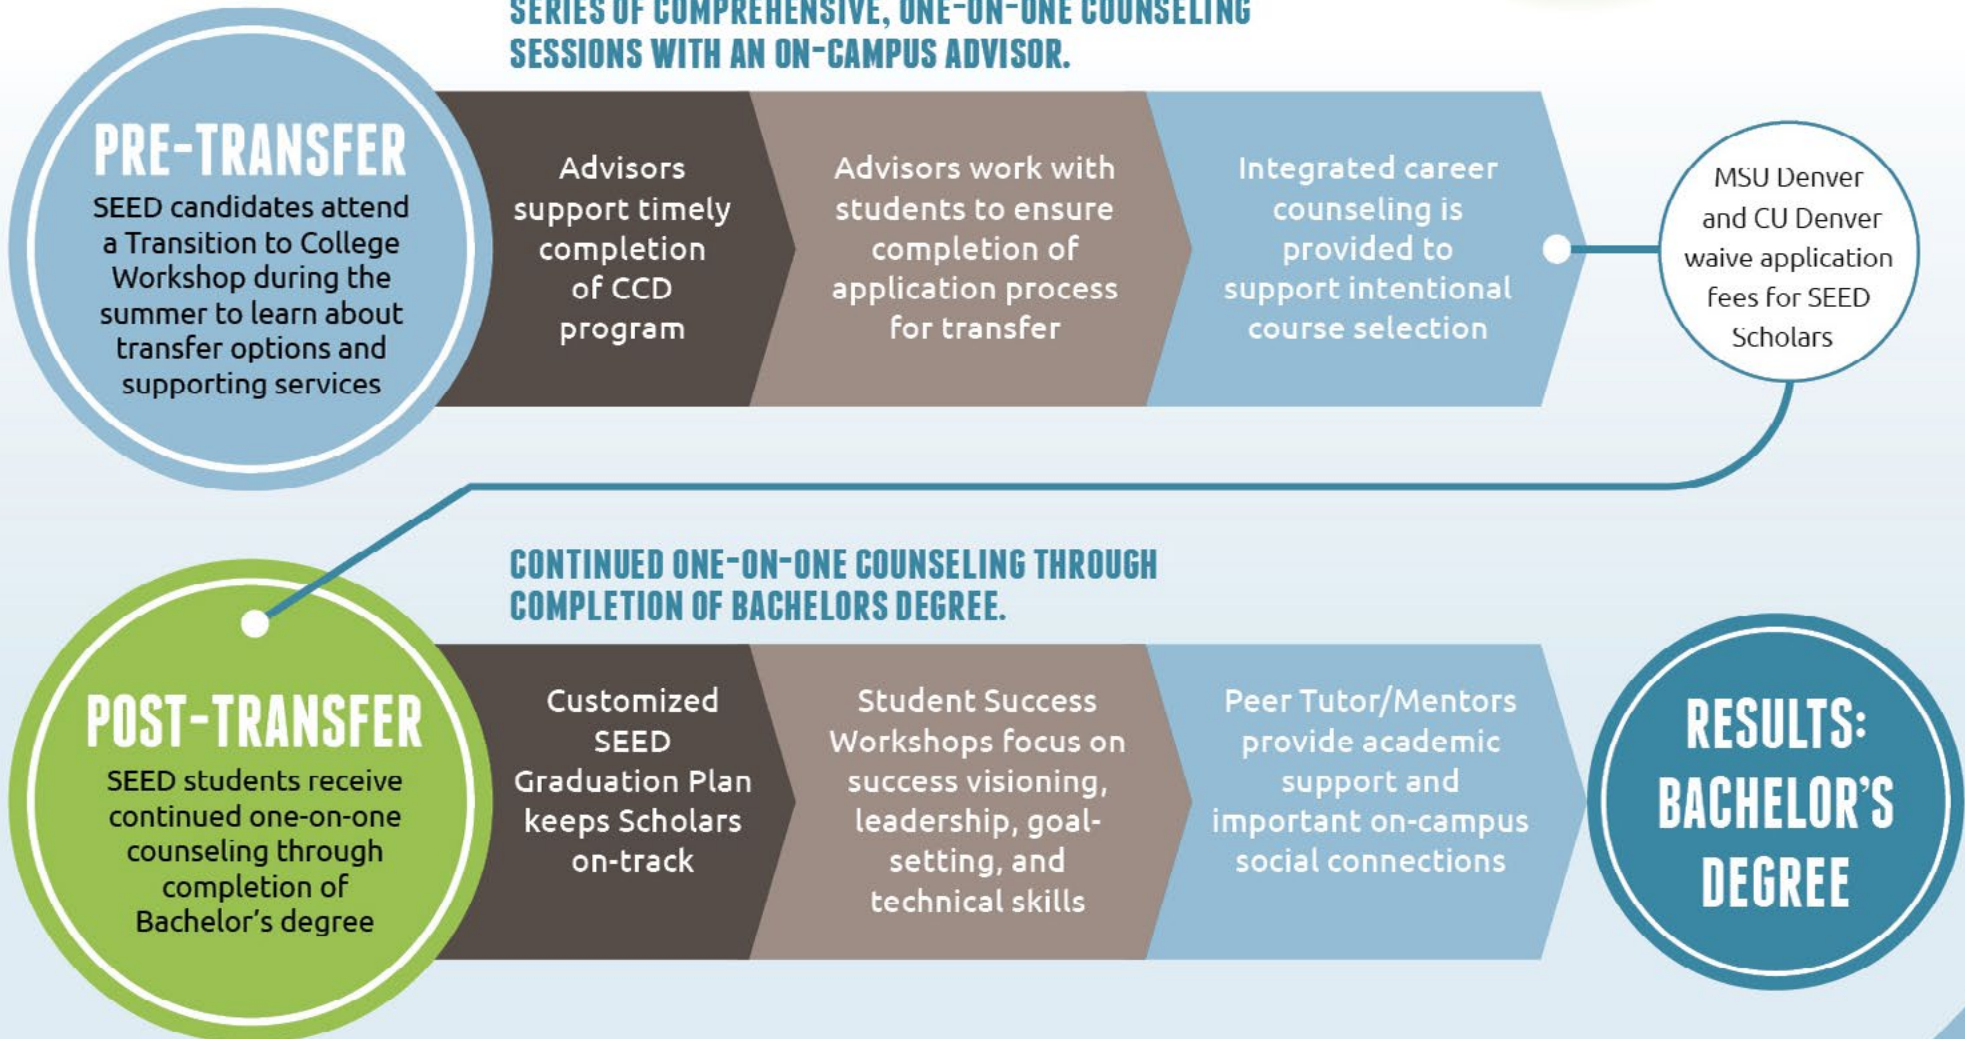 SERIES OF COMPREHENSIVE, ONE-ON-ONE COUNSELING
SESSIONS WITH AN ON-CAMPUS ADVISOR.
PRE-TRANSFER
SEED candidates attend
a Transition to College
Workshop during the
summer to learn about
transfer options and
supporting services
Advisors
support timely
completion
of CCD
program
Advisors work with
students to ensure
completion of
application process
for transfer
Integrated career
counseling is
provided to
support intentional
course selection
MSU Denver
and CU Denver
waive application
fees for SEED
Scholars
CONTINUED ONE-ON-ONE COUNSELING THROUGH
COMPLETION OF BACHELORS DEGREE.
POST-TRANSFER
SEED students receive
continued one-on-one
counseling through
completion of
Bachelor's degree
Customized
SEED
Graduation Plan
keeps Scholars
on-track
Student Success
Workshops focus on
success visioning,
leadership, goal-
setting, and
technical skills
Peer Tutor/Mentors
provide academic
support and
important on-campus
social connections
RESULTS:
BACHELOR'S
DEGREE